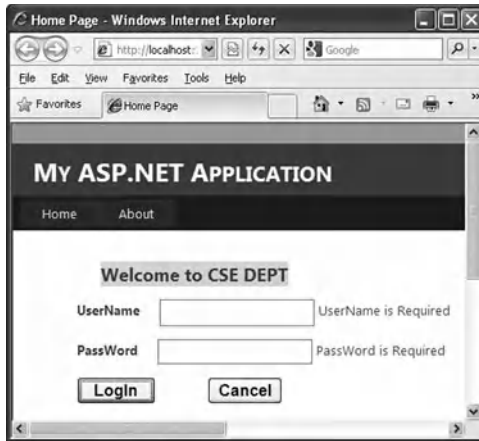 Home Page - Windows Internet Explorer
http://localhost:
Google
File Edit View Favorites Tools Help
Favorites Home Page
MY ASP.NET APPLICATION
Home About
Welcome to CSE DEPT
UserName UserName is Required
PassWord PassWord is Required
LogIn Cancel